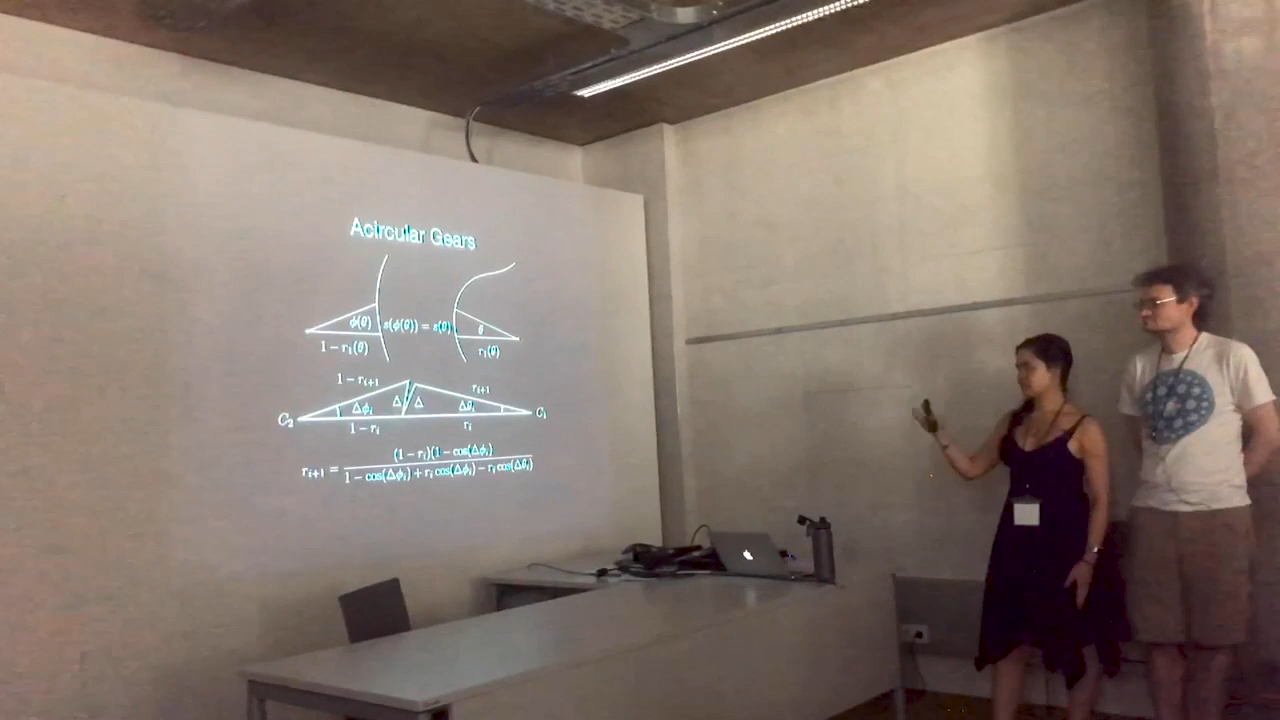 Acircular Gears
ϕ(θ) s(ϕ(θ)) = s(θ) θ
1 − r₁(θ) r₁(θ)
1 − rᵢ₊₁ rᵢ₊₁
C₂ Δϕᵢ Δ Δ Δθᵢ C₁
1 − rᵢ rᵢ
rᵢ₊₁ = (1 − rᵢ)(1 − cos(Δϕᵢ)) / (1 − cos(Δϕᵢ) + rᵢ cos(Δϕᵢ) − rᵢ cos(Δθᵢ))